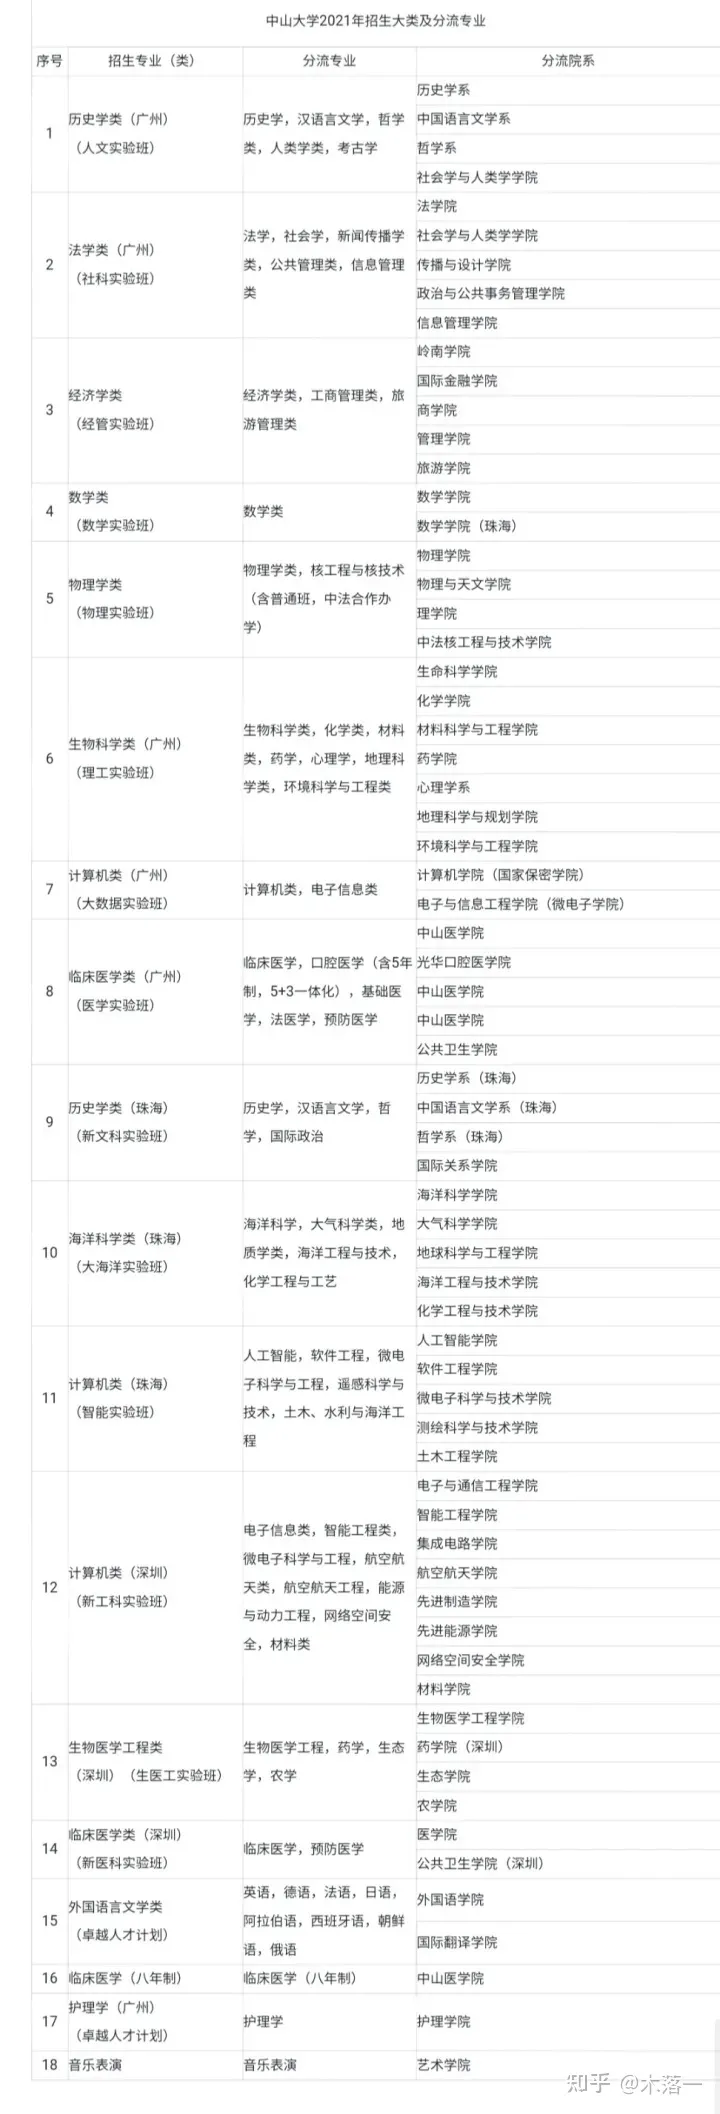 中山大学2021年招生大类及分流专业
序号 招生专业（类） 分流专业 分流院系
1
历史学类（广州）
（人文实验班）
历史学，汉语言文学，哲学
类，人类学类，考古学
历史学系
中国语言文学系
哲学系
社会学与人类学学院
2
法学类（广州）
（社科实验班）
法学，社会学，新闻传播学
类，公共管理类，信息管理
类
法学院
社会学与人类学学院
传播与设计学院
政治与公共事务管理学院
信息管理学院
3
经济学类
（经管实验班）
经济学类，工商管理类，旅
游管理类
岭南学院
国际金融学院
商学院
管理学院
旅游学院
4
数学类
（数学实验班）
数学类
数学学院
数学学院（珠海）
5
物理学类
（物理实验班）
物理学类，核工程与核技术
（含普通班，中法合作办
学）
物理学院
物理与天文学院
理学院
中法核工程与技术学院
6
生物科学类（广州）
（理工实验班）
生物科学类，化学类，材料
类，药学，心理学，地理科
学类，环境科学与工程类
生命科学学院
化学学院
材料科学与工程学院
药学院
心理学系
地理科学与规划学院
环境科学与工程学院
7
计算机类（广州）
（大数据实验班）
计算机类，电子信息类
计算机学院（国家保密学院）
电子与信息工程学院（微电子学院）
8
临床医学类（广州）
（医学实验班）
临床医学，口腔医学（含5年
制，5+3一体化），基础医
学，法医学，预防医学
中山医学院
光华口腔医学院
中山医学院
中山医学院
公共卫生学院
9
历史学类（珠海）
（新文科实验班）
历史学，汉语言文学，哲
学，国际政治
历史学系（珠海）
中国语言文学系（珠海）
哲学系（珠海）
国际关系学院
10
海洋科学类（珠海）
（大海洋实验班）
海洋科学，大气科学类，地
质学类，海洋工程与技术，
化学工程与工艺
海洋科学学院
大气科学学院
地球科学与工程学院
海洋工程与技术学院
化学工程与技术学院
11
计算机类（珠海）
（智能实验班）
人工智能，软件工程，微电
子科学与工程，遥感科学与
技术，土木、水利与海洋工
程
人工智能学院
软件工程学院
微电子科学与技术学院
测绘科学与技术学院
土木工程学院
12
计算机类（深圳）
（新工科实验班）
电子信息类，智能工程类，
微电子科学与工程，航空航
天类，航空航天工程，能源
与动力工程，网络空间安
全，材料类
电子与通信工程学院
智能工程学院
集成电路学院
航空航天学院
先进制造学院
先进能源学院
网络空间安全学院
材料学院
13
生物医学工程类
（深圳）（生医工实验班）
生物医学工程，药学，生态
学，农学
生物医学工程学院
药学院（深圳）
生态学院
农学院
14
临床医学类（深圳）
（新医科实验班）
临床医学，预防医学
医学院
公共卫生学院（深圳）
15
外国语言文学类
（卓越人才计划）
英语，德语，法语，日语，
阿拉伯语，西班牙语，朝鲜
语，俄语
外国语学院
国际翻译学院
16 临床医学（八年制） 临床医学（八年制） 中山医学院
17
护理学（广州）
（卓越人才计划）
护理学
护理学院
18 音乐表演 音乐表演 艺术学院
知乎 @木落一